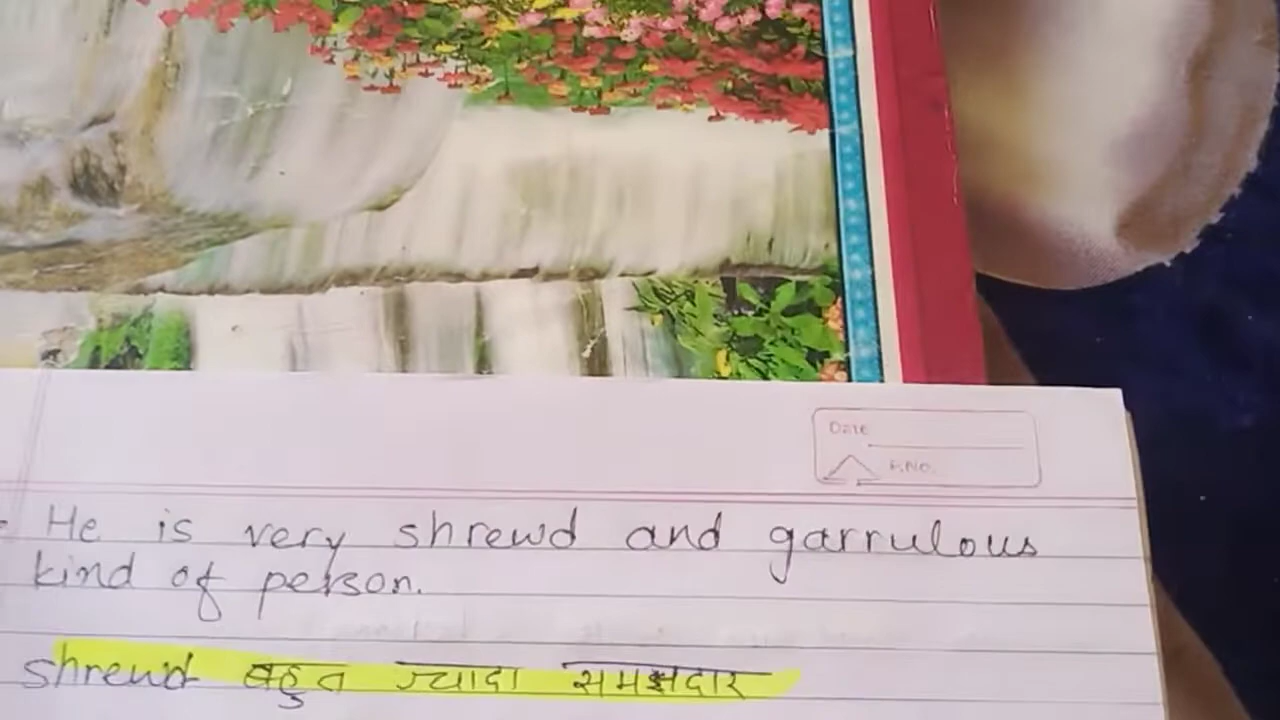 Date
P.No.
He is very shrewd and garrulous
kind of person.
shrewd बहुत ज्यादा समझदार